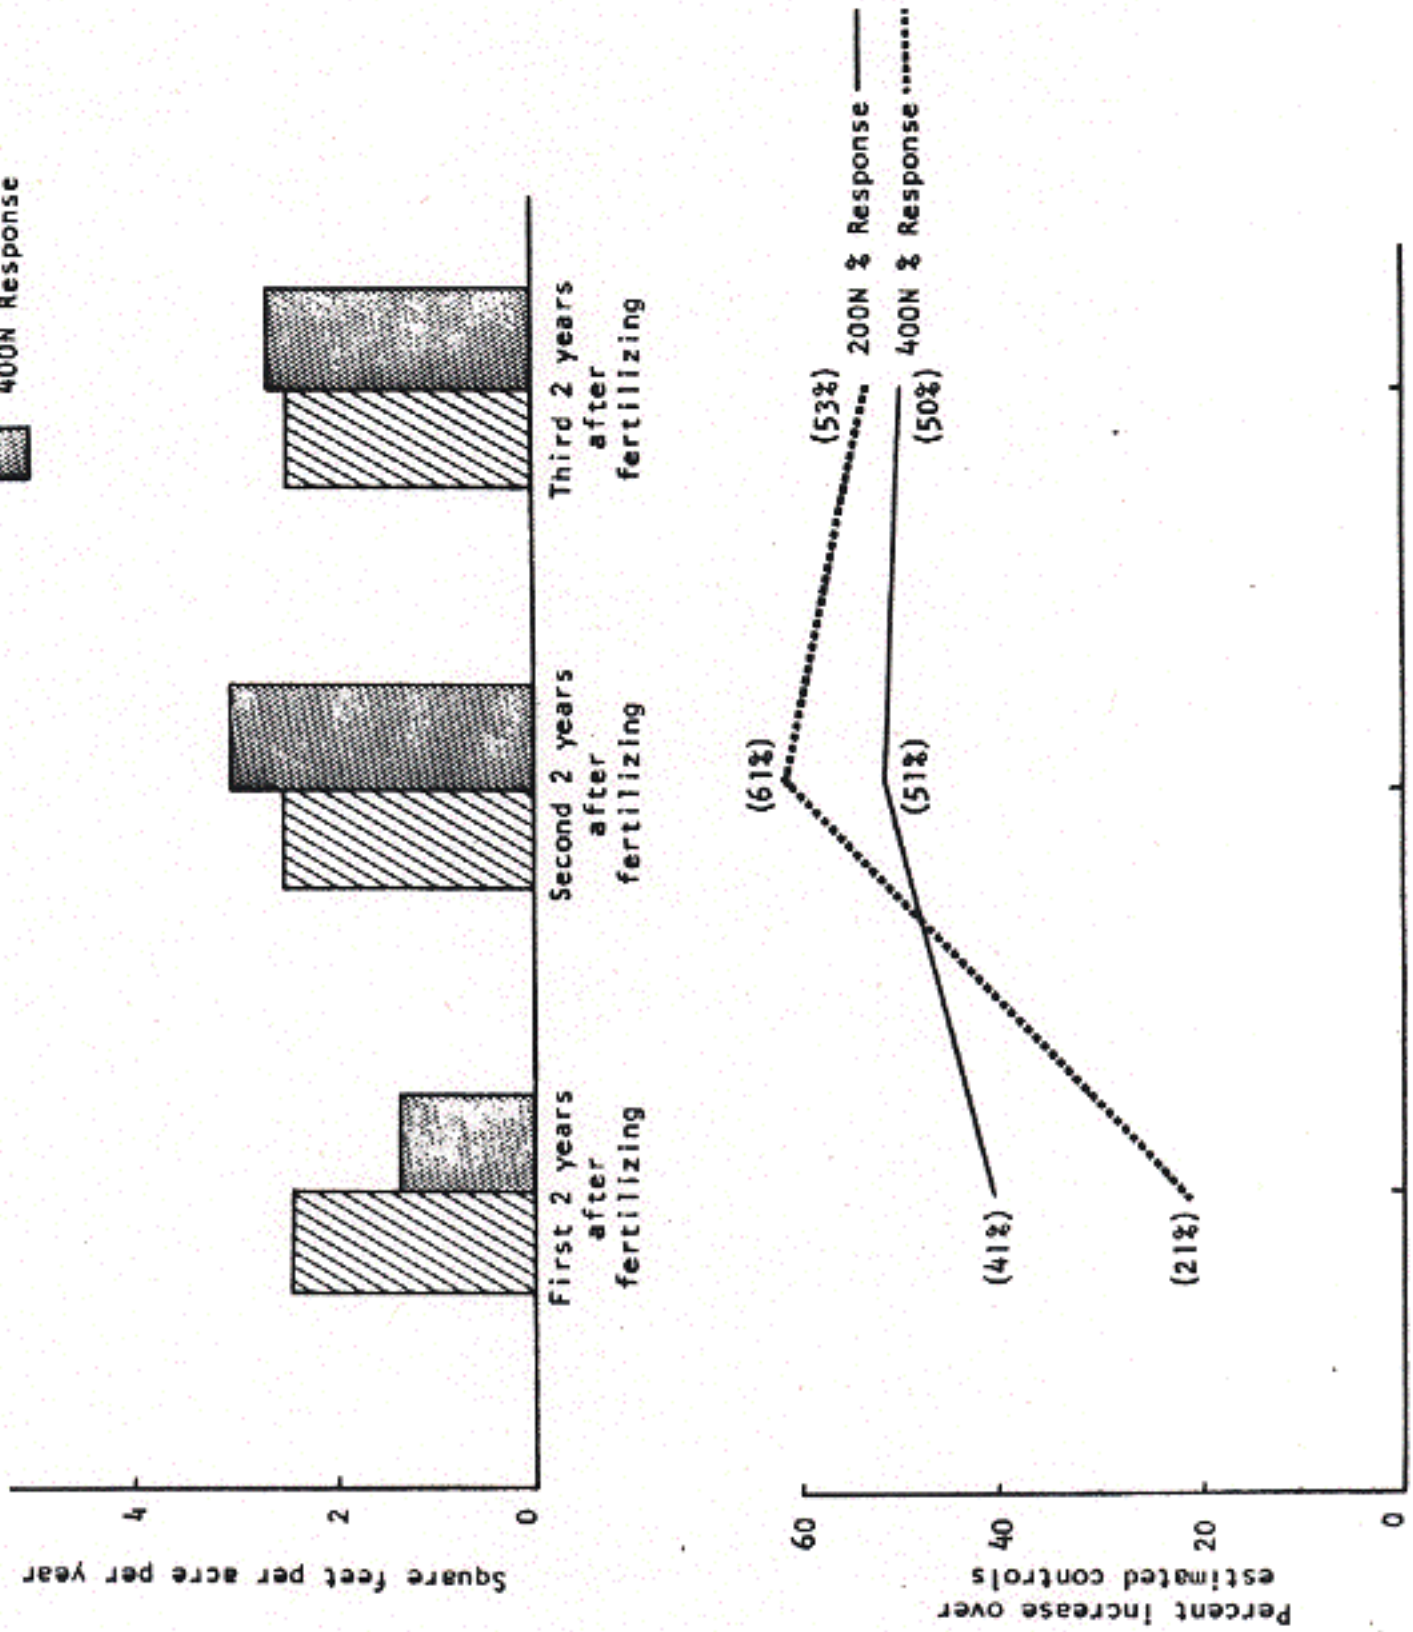 400N Response
Square feet per acre per year
4
2
0
First 2 years
after
fertilizing
Second 2 years
after
fertilizing
Third 2 years
after
fertilizing
Percent increase over
estimated controls
60
40
20
0
(41%)
(21%)
(61%)
(51%)
(53%)
(50%)
200N % Response
400N % Response